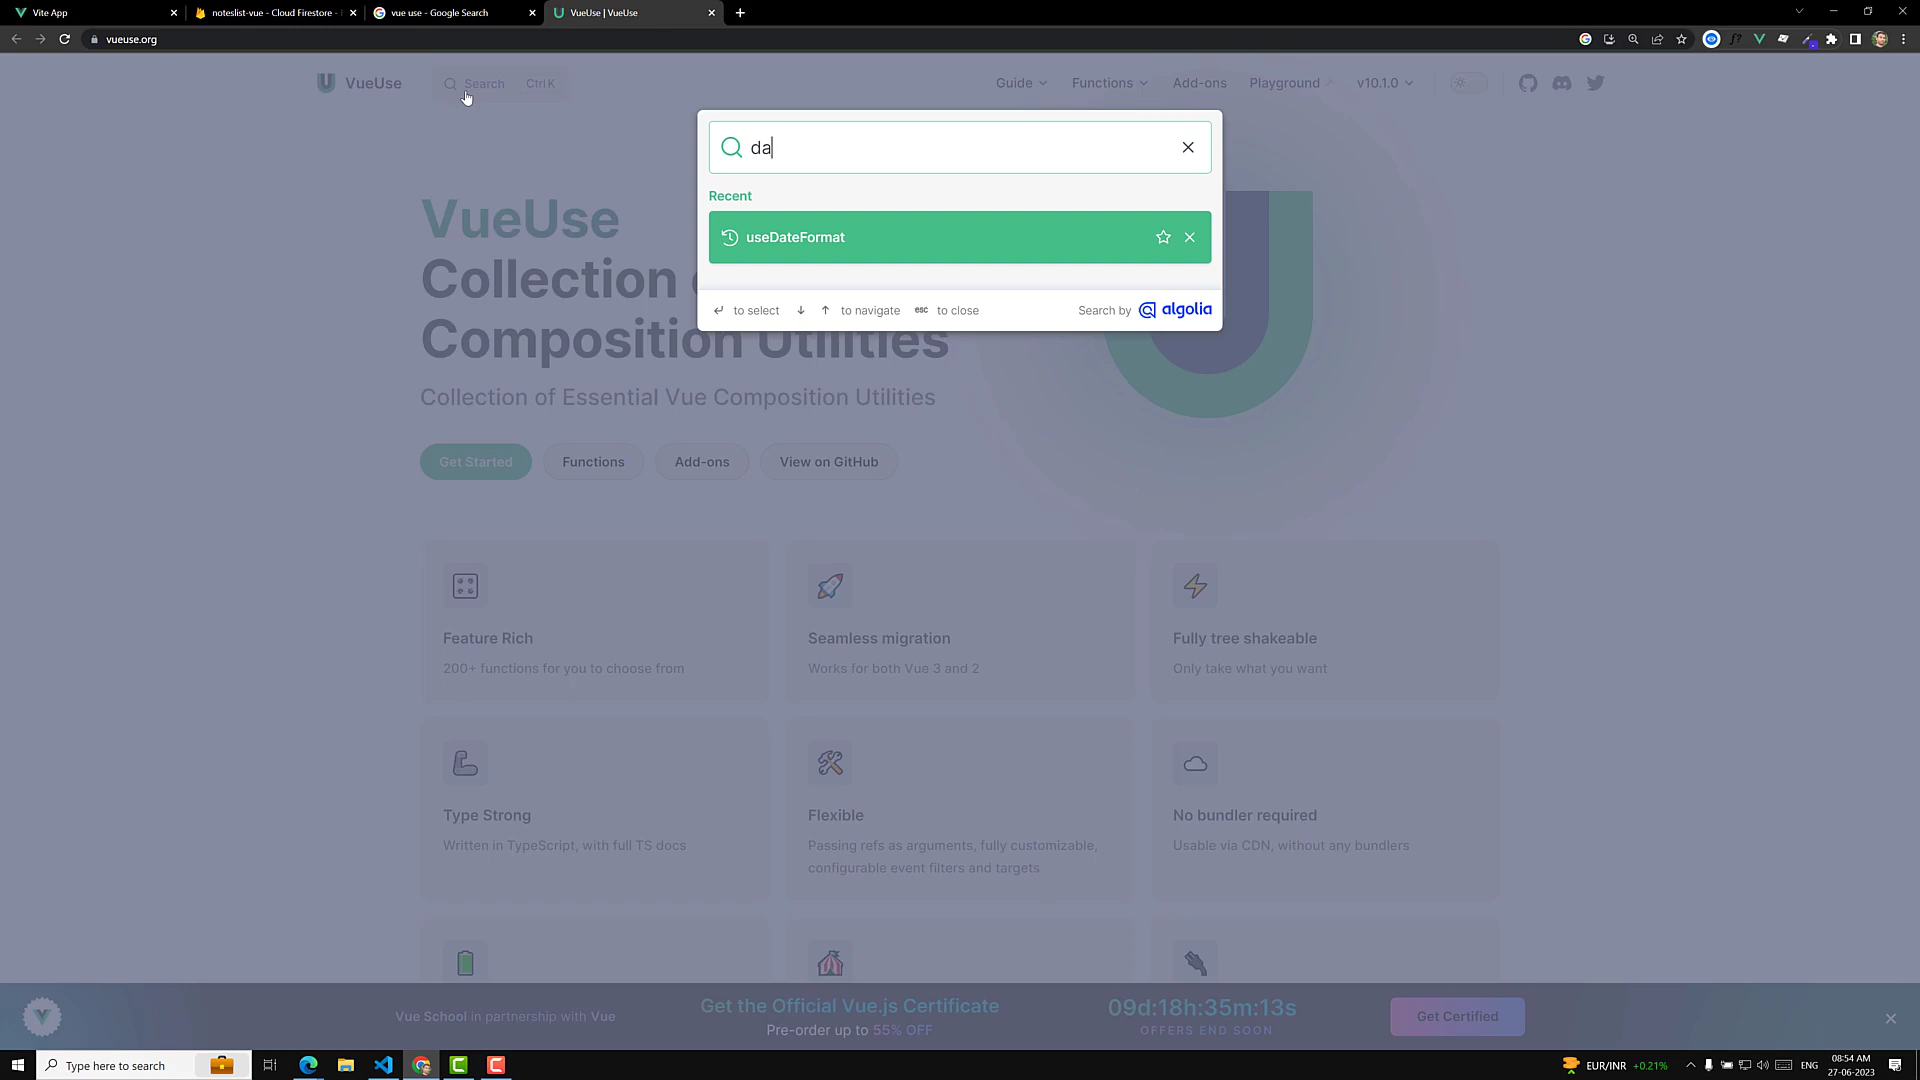 Vite App
noteslist-vue - Cloud Firestore -
vue use - Google Search
VueUse | VueUse
vueuse.org
VueUse
Search
Ctrl K
Guide
Functions
Add-ons
Playground
v10.1.0
da
Recent
useDateFormat
to select
to navigate
esc
to close
Search by
algolia
VueUse
Collection
Composition Utilities
Collection of Essential Vue Composition Utilities
Get Started
Functions
Add-ons
View on GitHub
Feature Rich
200+ functions for you to choose from
Seamless migration
Works for both Vue 3 and 2
Fully tree shakeable
Only take what you want
Type Strong
Written in TypeScript, with full TS docs
Flexible
Passing refs as arguments, fully customizable,
configurable event filters and targets
No bundler required
Usable via CDN, without any bundlers
Vue School in partnership with Vue
Get the Official Vue.js Certificate
Pre-order up to 55% OFF
09d:18h:35m:13s
OFFERS END SOON
Get Certified
Type here to search
EUR/INR +0.21%
ENG
08:54 AM
27-06-2023